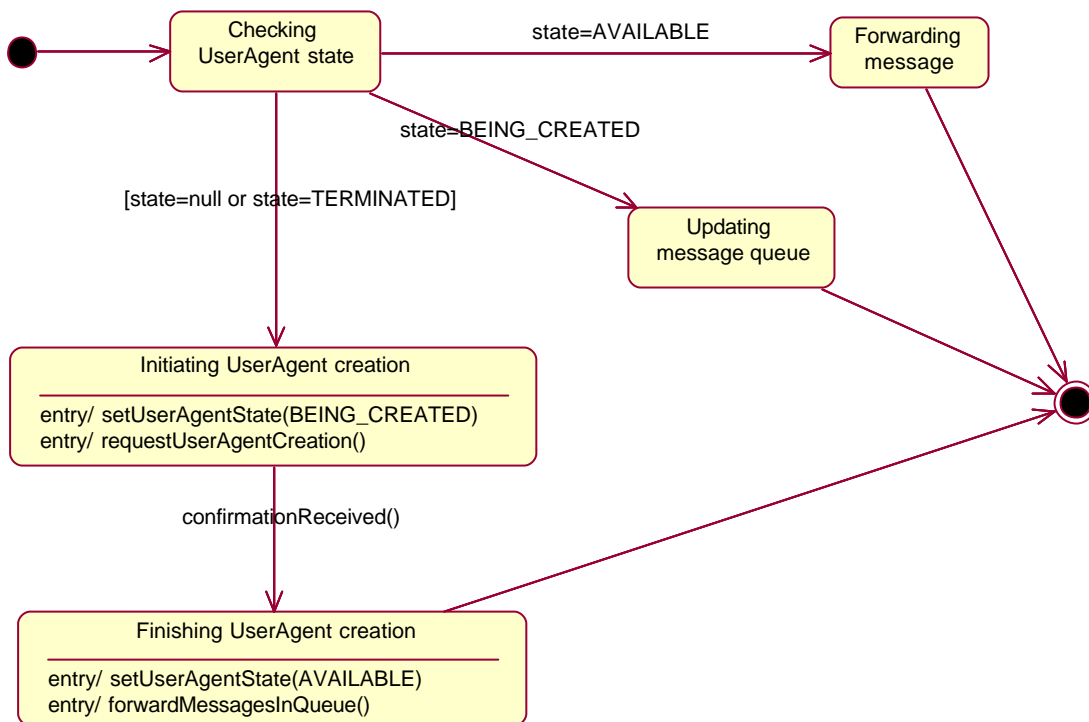 Checking
UserAgent state
state=AVAILABLE
Forwarding
message
state=BEING_CREATED
[state=null or state=TERMINATED]
Updating
message queue
Initiating UserAgent creation
entry/ setUserAgentState(BEING_CREATED)
entry/ requestUserAgentCreation()
confirmationReceived()
Finishing UserAgent creation
entry/ setUserAgentState(AVAILABLE)
entry/ forwardMessagesInQueue()